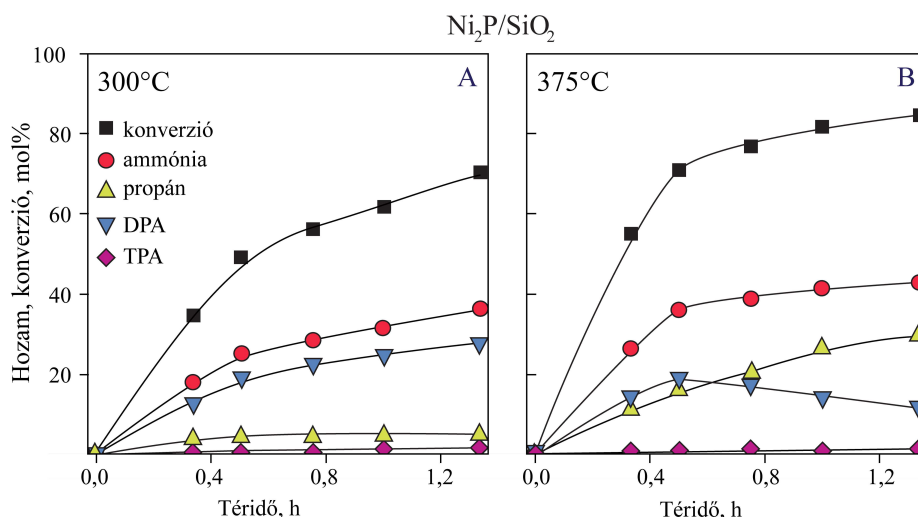 Ni₂P/SiO₂
Hozam, konverzió, mol%
100
80
60
40
20
300°C
A
konverzió
ammónia
propán
DPA
TPA
0,0
0,4
0,8
1,2
Téridő, h
375°C
B
0,0
0,4
0,8
1,2
Téridő, h